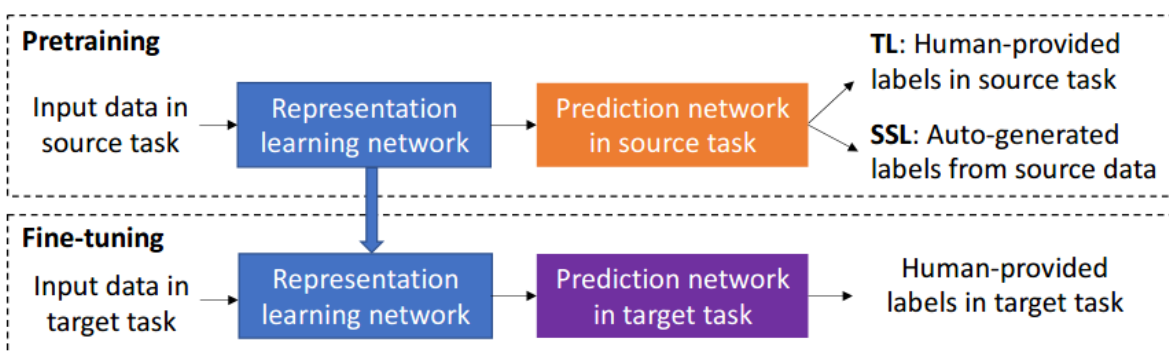 Pretraining
Input data in
source task
Representation
learning network
Prediction network
in source task
TL: Human-provided
labels in source task
SSL: Auto-generated
labels from source data
Fine-tuning
Input data in
target task
Representation
learning network
Prediction network
in target task
Human-provided
labels in target task